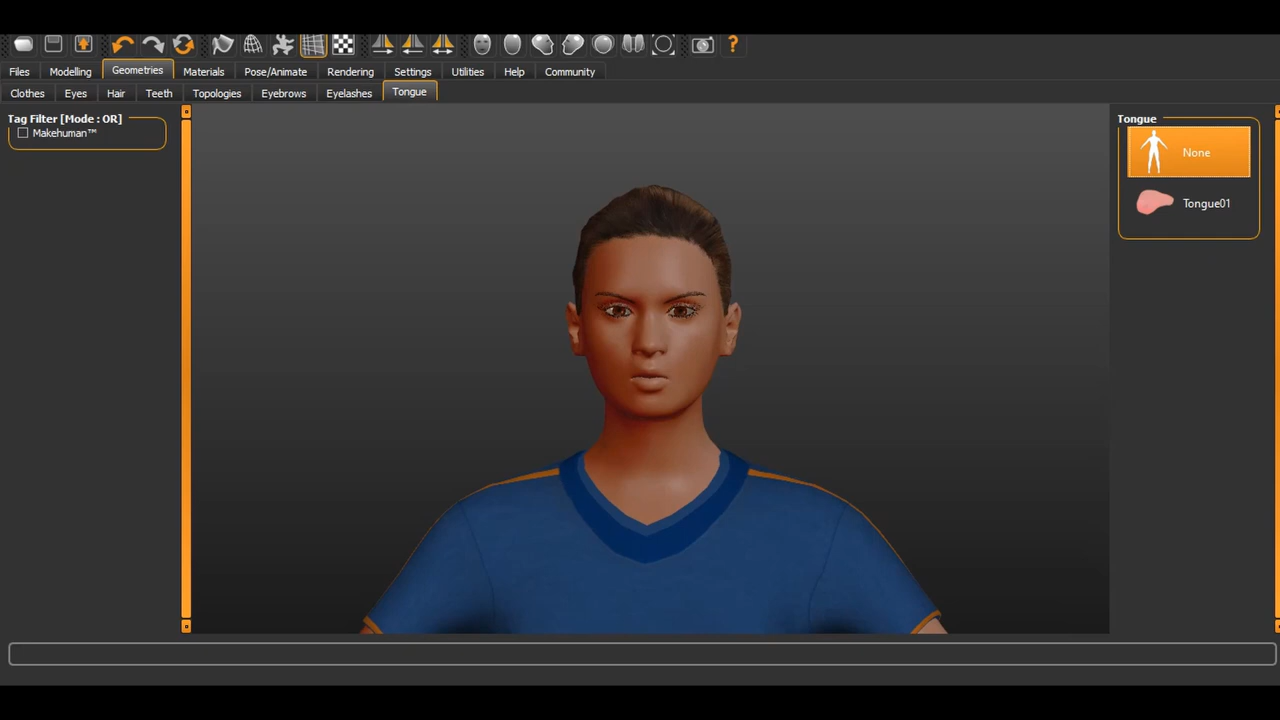 Files Modelling Geometries Materials Pose/Animate Rendering Settings Utilities Help Community
Clothes Eyes Hair Teeth Topologies Eyebrows Eyelashes Tongue
Tag Filter [Mode : OR]
Makehuman™
Tongue
None
Tongue01